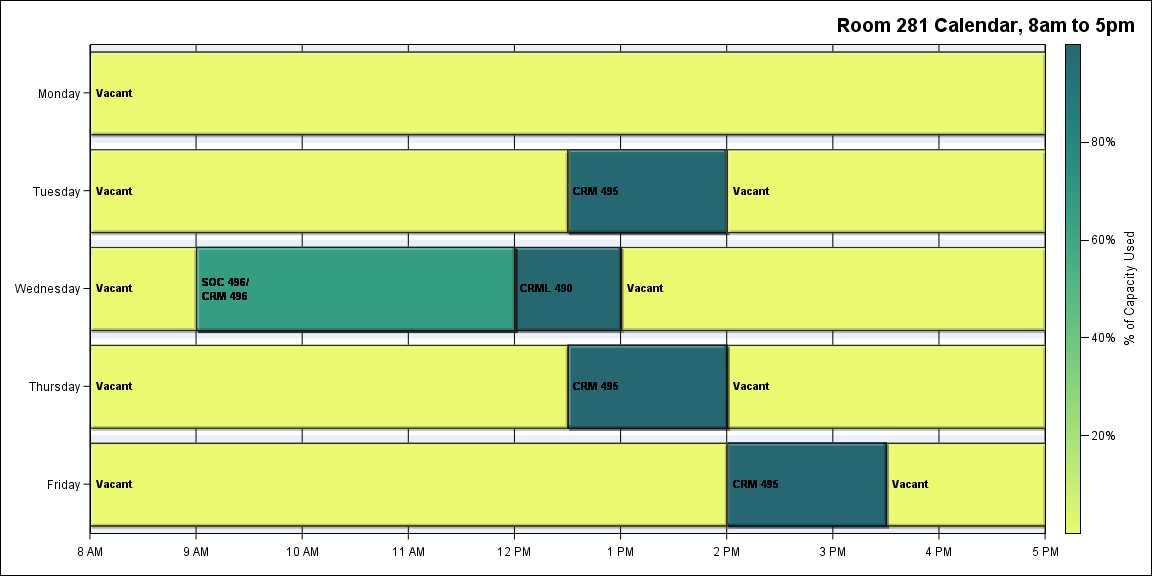 Room 281 Calendar, 8am to 5pm
Monday
Vacant
Tuesday
Vacant
CRM 495
Vacant
Wednesday
Vacant
SOC 496/
CRM 496
CRML 490
Vacant
Thursday
Vacant
CRM 495
Vacant
Friday
Vacant
CRM 495
Vacant
8 AM
9 AM
10 AM
11 AM
12 PM
1 PM
2 PM
3 PM
4 PM
5 PM
80%
60%
40%
20%
% of Capacity Used